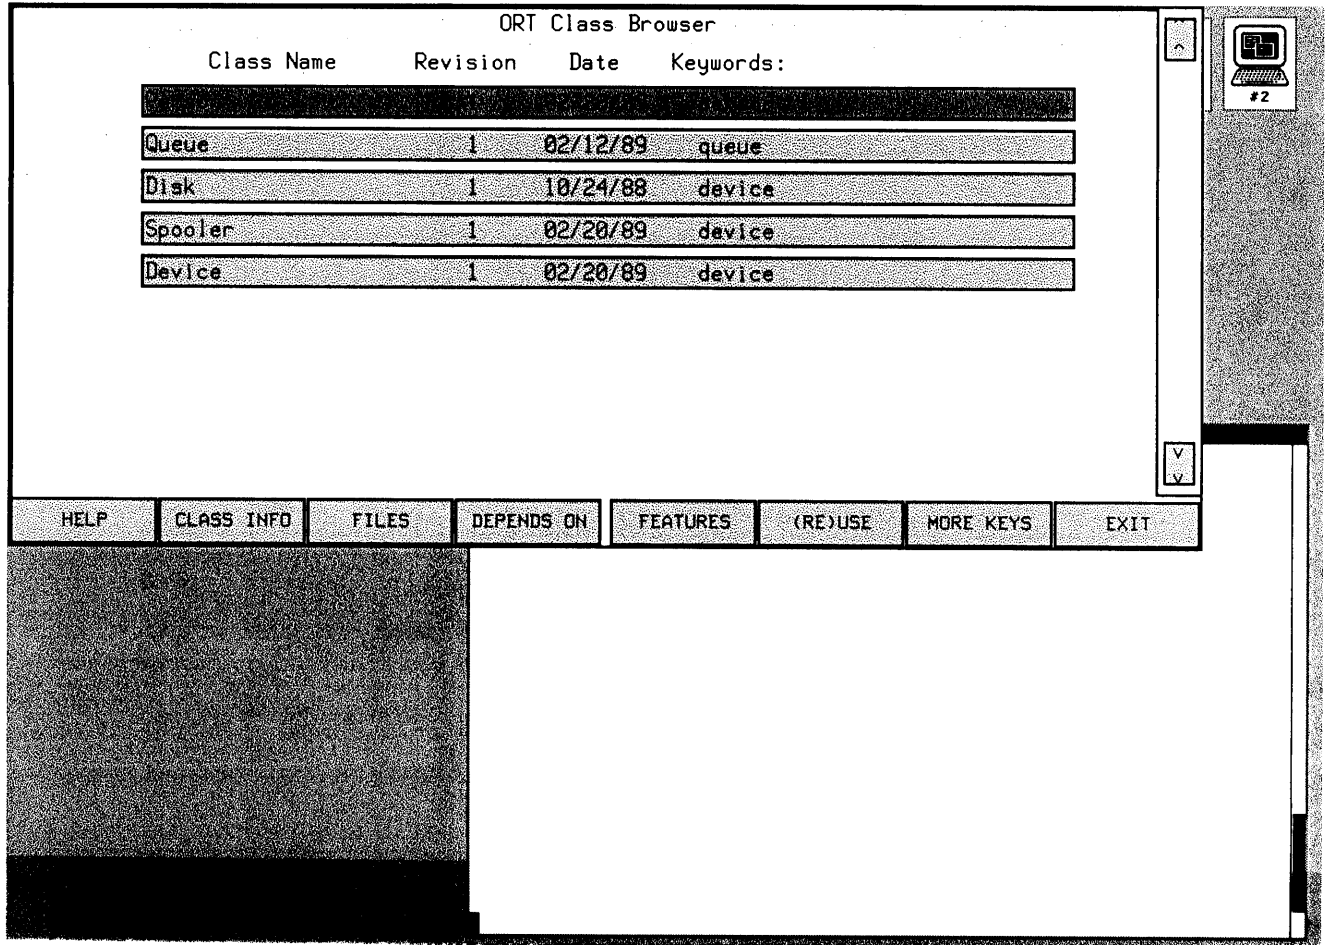 ORT Class Browser
Class Name Revision Date Keywords:
Queue 1 02/12/89 queue
Disk 1 10/24/88 device
Spooler 1 02/20/89 device
Device 1 02/20/89 device
HELP CLASS INFO FILES DEPENDS ON FEATURES (RE)USE MORE KEYS EXIT
#2